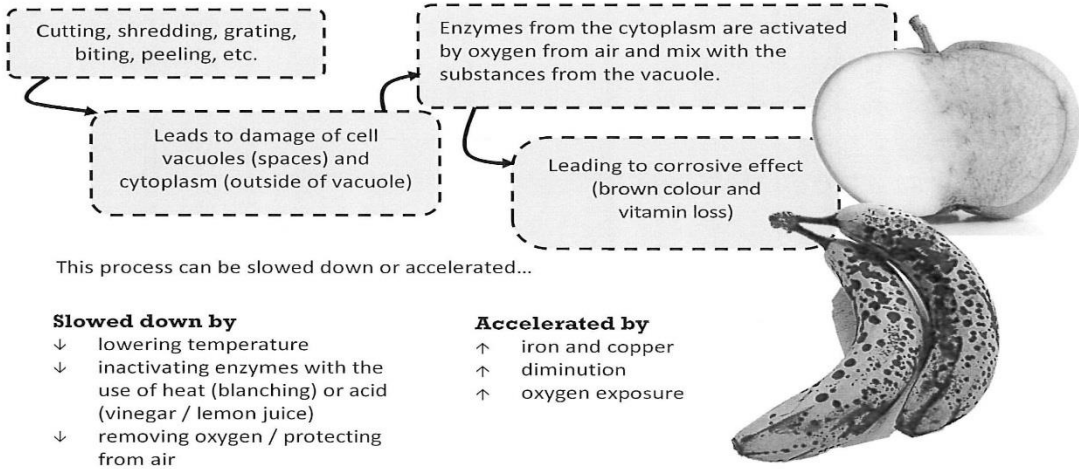 Cutting, shredding, grating,
biting, peeling, etc.
Enzymes from the cytoplasm are activated
by oxygen from air and mix with the
substances from the vacuole.
Leads to damage of cell
vacuoles (spaces) and
cytoplasm (outside of vacuole)
Leading to corrosive effect
(brown colour and
vitamin loss)
This process can be slowed down or accelerated...
Slowed down by
↓ lowering temperature
↓ inactivating enzymes with the
use of heat (blanching) or acid
(vinegar / lemon juice)
↓ removing oxygen / protecting
from air
Accelerated by
↑ iron and copper
↑ diminution
↑ oxygen exposure